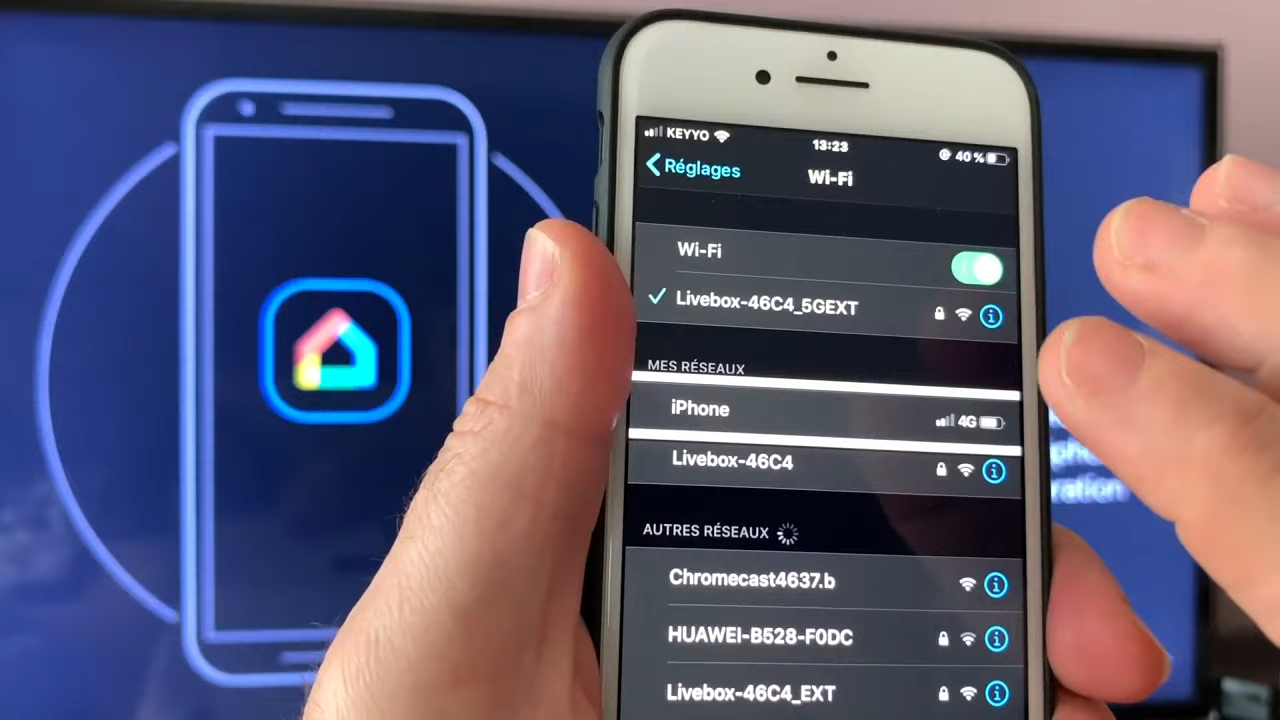 KEYYO
13:23
40 %
Réglages
Wi-Fi
Wi-Fi
Livebox-46C4_5GEXT
MES RÉSEAUX
iPhone
4G
Livebox-46C4
AUTRES RÉSEAUX
Chromecast4637.b
HUAWEI-B528-F0DC
Livebox-46C4_EXT